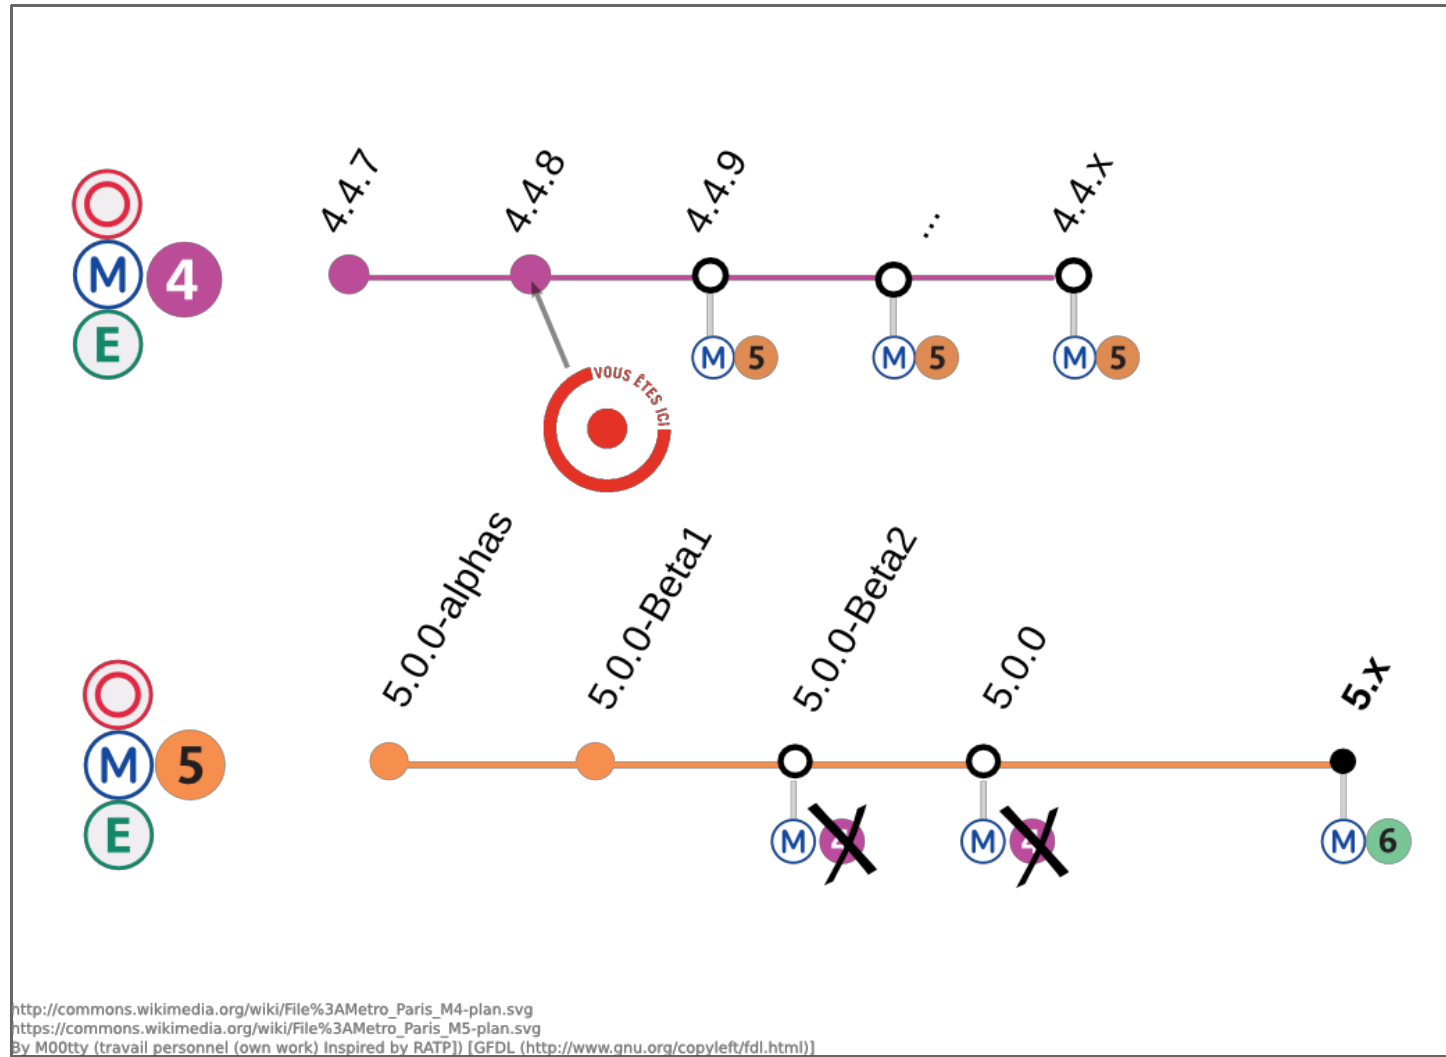 4.4.7
4.4.8
4.4.9
...
4.4.x
M 4
E
M 5
M 5
M 5
VOUS ÊTES ICI
5.0.0-alphas
5.0.0-Beta1
5.0.0-Beta2
5.0.0
5.x
M 5
E
M 4
M 4
M 6
http://commons.wikimedia.org/wiki/File%3AMetro_Paris_M4-plan.svg
https://commons.wikimedia.org/wiki/File%3AMetro_Paris_M5-plan.svg
By M00tty (travail personnel (own work) Inspired by RATP]) [GFDL (http://www.gnu.org/copyleft/fdl.html)]